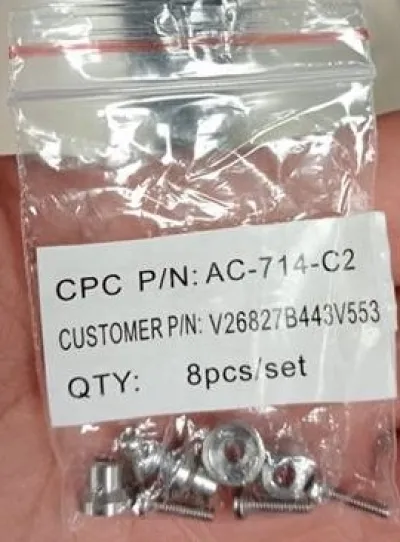 CPC P/N: AC-714-C2
CUSTOMER P/N: V26827B443V553
QTY: 8pcs/set